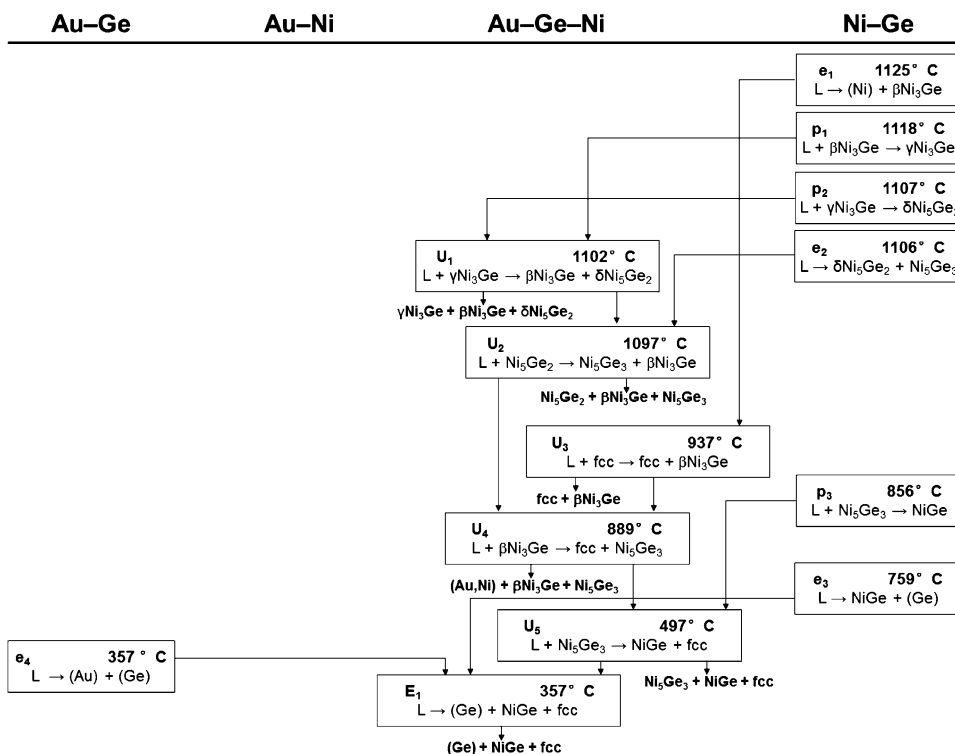 Au–Ge Au–Ni Au–Ge–Ni Ni–Ge
e₁ 1125° C
L → (Ni) + βNi₃Ge
p₁ 1118° C
L + βNi₃Ge → γNi₃Ge
p₂ 1107° C
L + γNi₃Ge → δNi₅Ge₂
e₂ 1106° C
L → δNi₅Ge₂ + Ni₅Ge₃
U₁ 1102° C
L + γNi₃Ge → βNi₃Ge + δNi₅Ge₂
γNi₃Ge + βNi₃Ge + δNi₅Ge₂
U₂ 1097° C
L + Ni₅Ge₂ → Ni₅Ge₃ + βNi₃Ge
Ni₅Ge₂ + βNi₃Ge + Ni₅Ge₃
U₃ 937° C
L + fcc → fcc + βNi₃Ge
fcc + βNi₃Ge
p₃ 856° C
L + Ni₅Ge₃ → NiGe
U₄ 889° C
L + βNi₃Ge → fcc + Ni₅Ge₃
(Au,Ni) + βNi₃Ge + Ni₅Ge₃
e₃ 759° C
L → NiGe + (Ge)
U₅ 497° C
L + Ni₅Ge₃ → NiGe + fcc
Ni₅Ge₃ + NiGe + fcc
e₄ 357° C
L → (Au) + (Ge)
E₁ 357° C
L → (Ge) + NiGe + fcc
(Ge) + NiGe + fcc